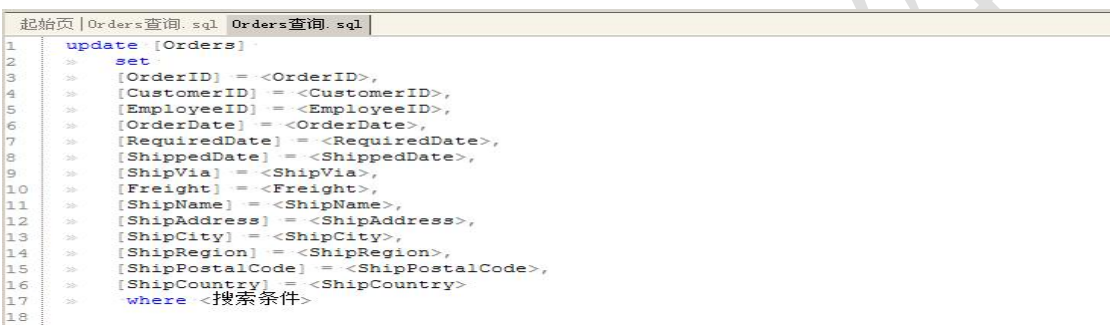 起始页 Orders查询.sql Orders查询.sql
1 update [Orders]
2 set
3 [OrderID] = <OrderID>,
4 [CustomerID] = <CustomerID>,
5 [EmployeeID] = <EmployeeID>,
6 [OrderDate] = <OrderDate>,
7 [RequiredDate] = <RequiredDate>,
8 [ShippedDate] = <ShippedDate>,
9 [ShipVia] = <ShipVia>,
10 [Freight] = <Freight>,
11 [ShipName] = <ShipName>,
12 [ShipAddress] = <ShipAddress>,
13 [ShipCity] = <ShipCity>,
14 [ShipRegion] = <ShipRegion>,
15 [ShipPostalCode] = <ShipPostalCode>,
16 [ShipCountry] = <ShipCountry>
17 where <搜索条件>
18